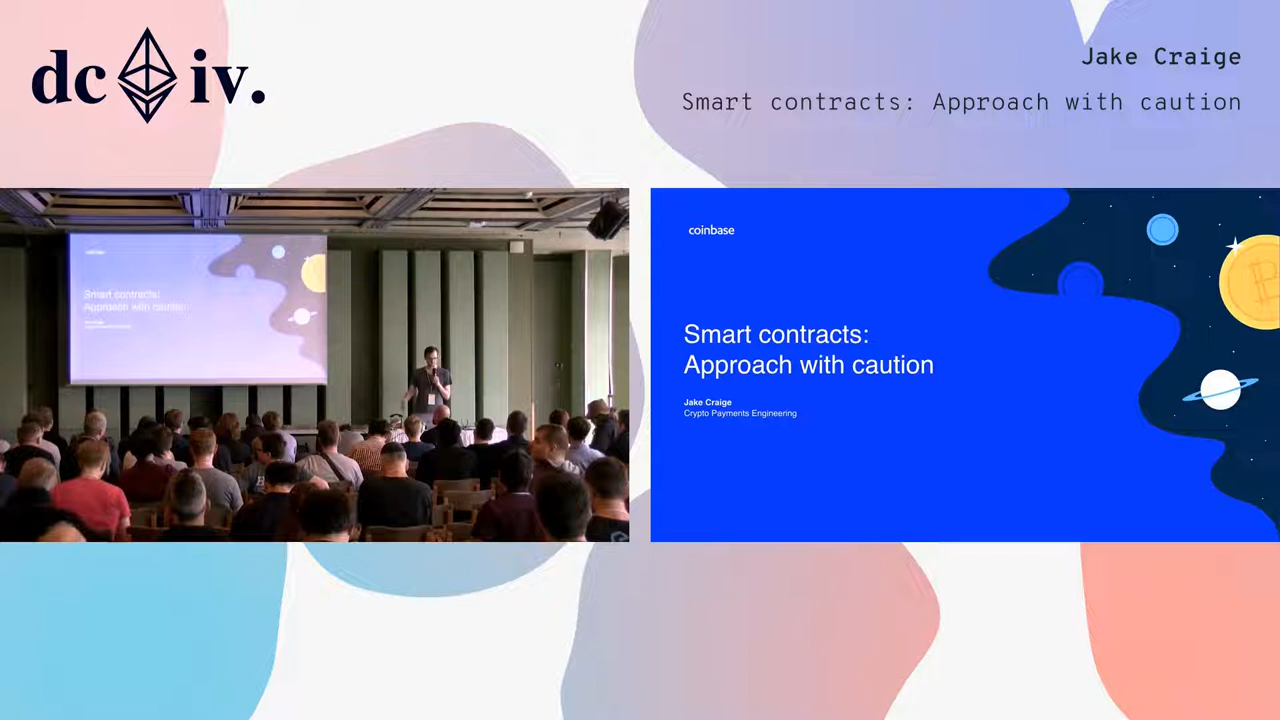 dc iv.
Jake Craige
Smart contracts: Approach with caution
Smart contracts:
Approach with caution
coinbase
Smart contracts:
Approach with caution
Jake Craige
Crypto Payments Engineering